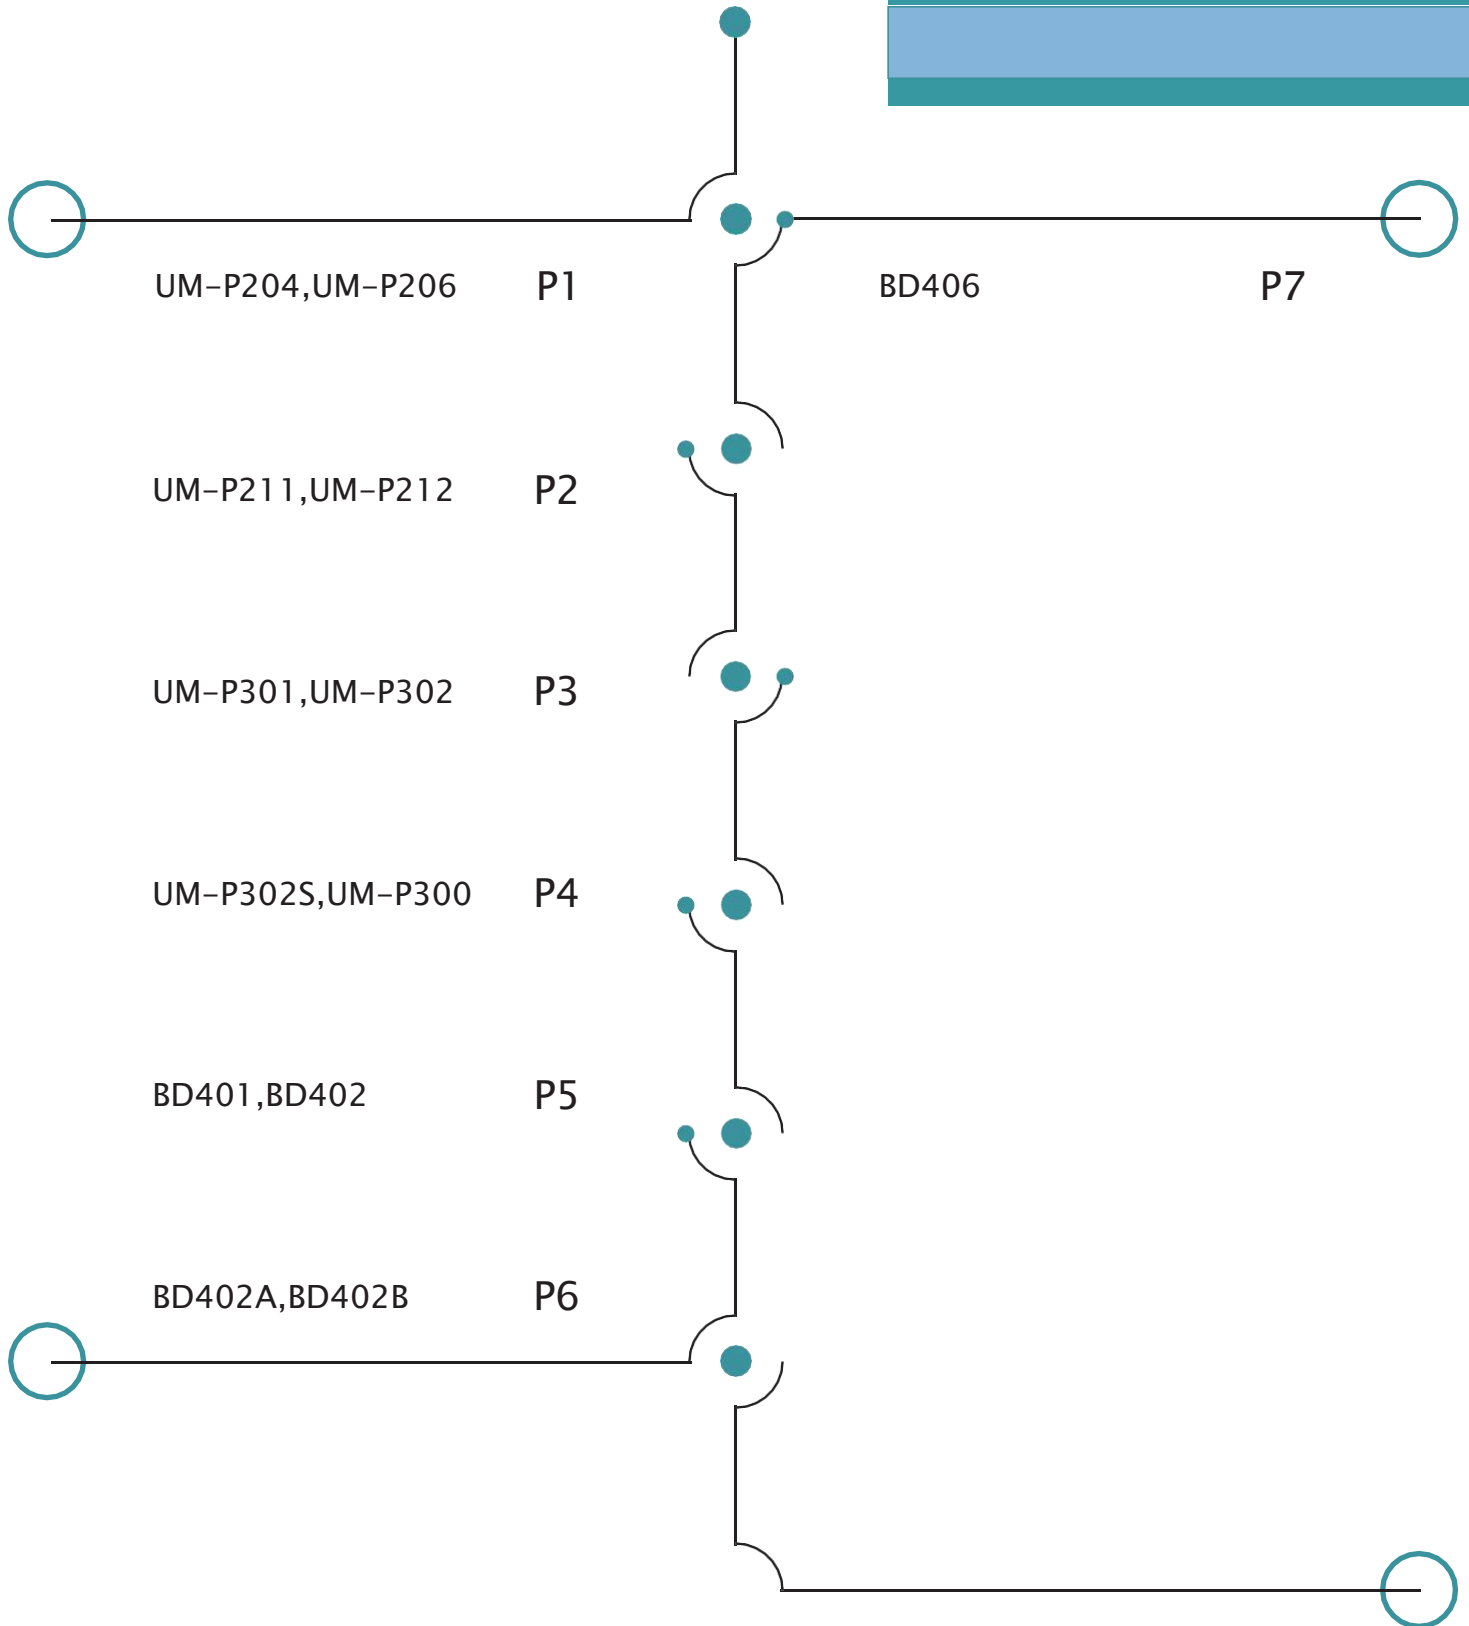 UM-P204,UM-P206 P1
UM-P211,UM-P212 P2
UM-P301,UM-P302 P3
UM-P302S,UM-P300 P4
BD401,BD402 P5
BD402A,BD402B P6
BD406 P7